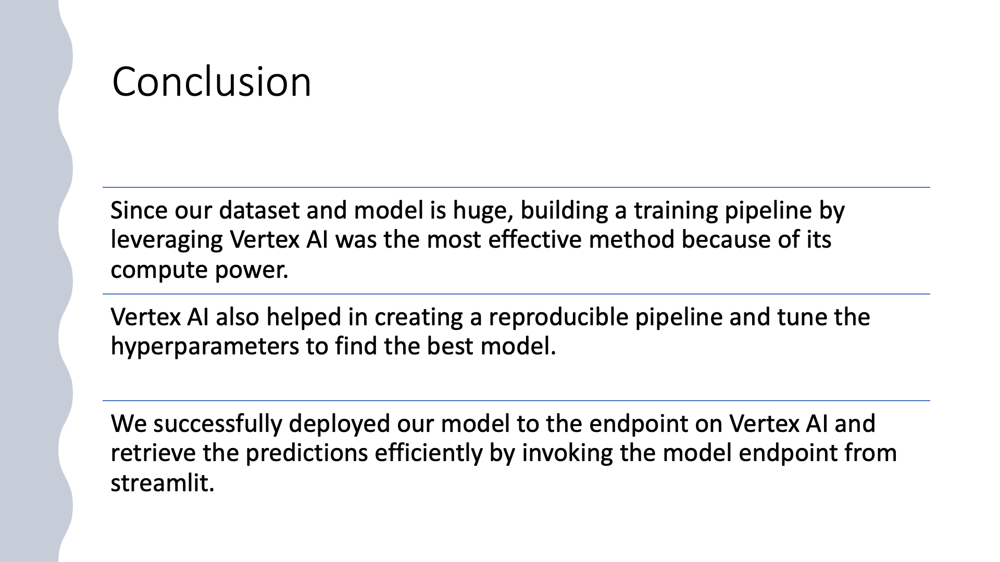 Conclusion
Since our dataset and model is huge, building a training pipeline by
leveraging Vertex AI was the most effective method because of its
compute power.
Vertex AI also helped in creating a reproducible pipeline and tune the
hyperparameters to find the best model.
We successfully deployed our model to the endpoint on Vertex AI and
retrieve the predictions efficiently by invoking the model endpoint from
streamlit.